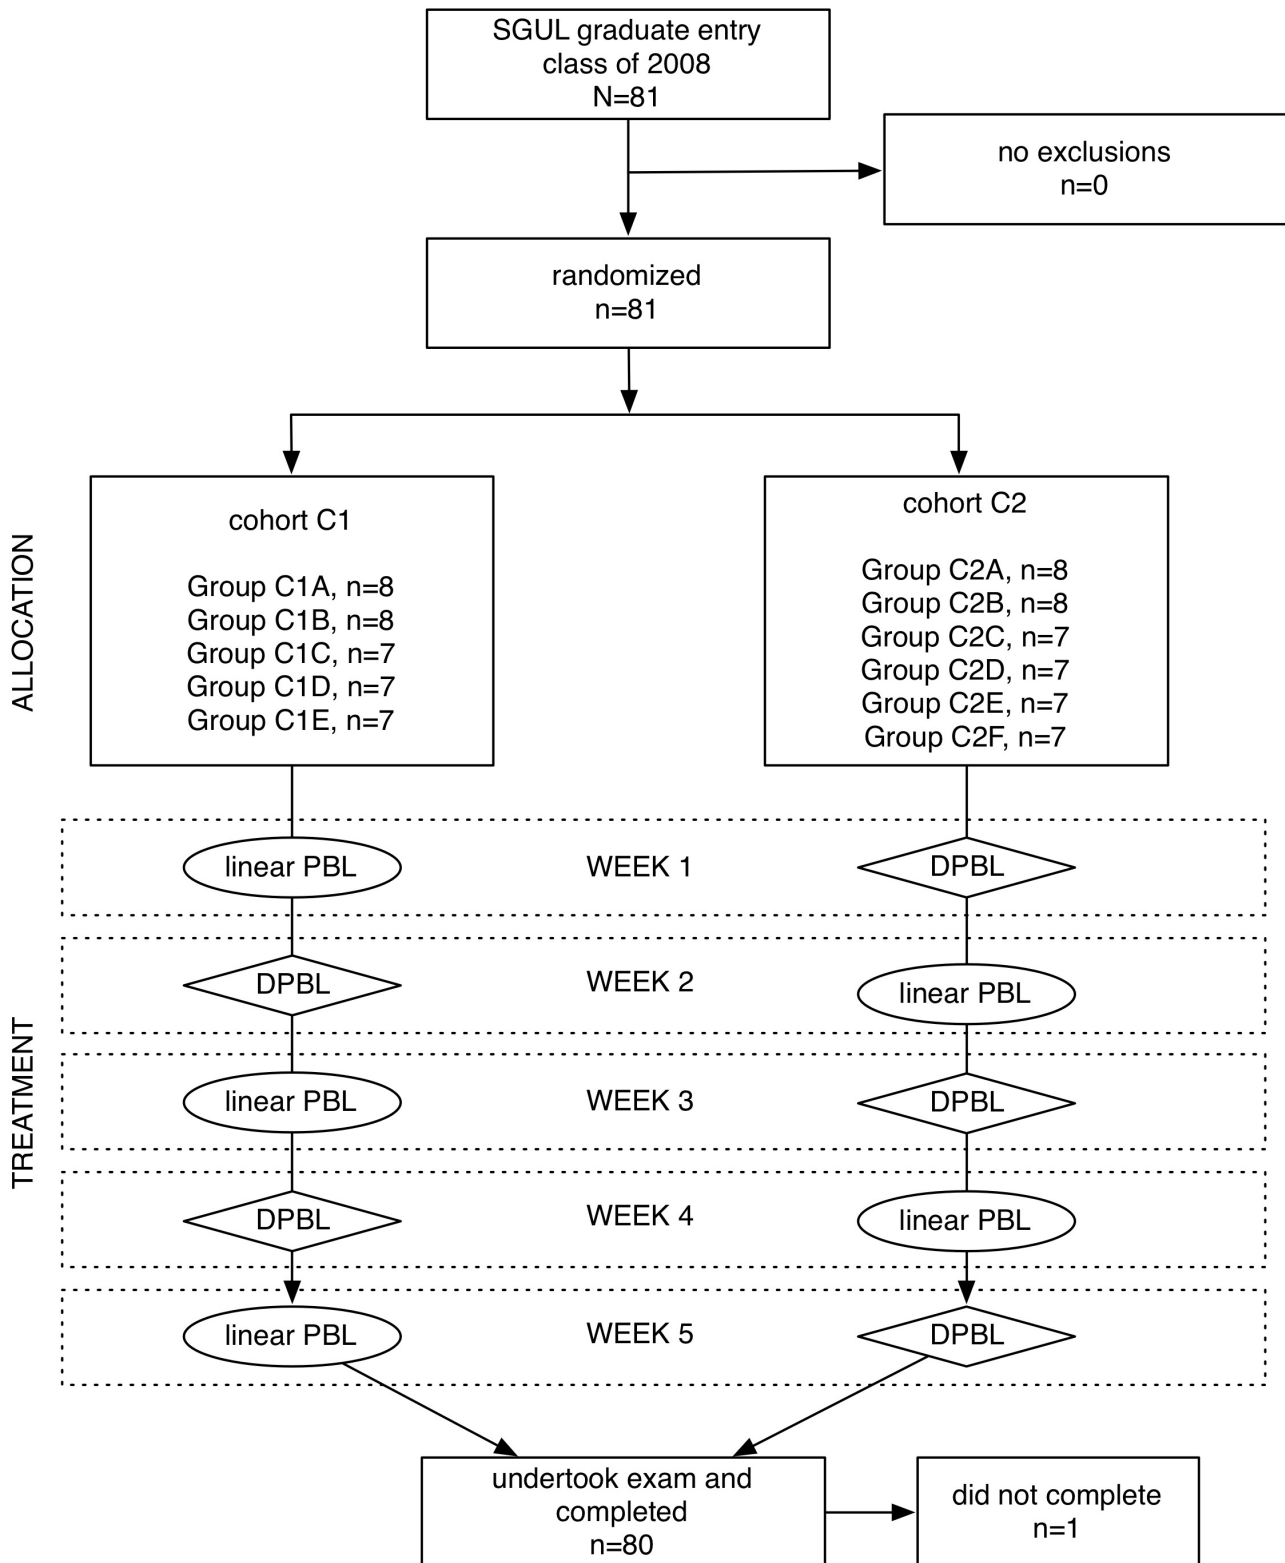 SGUL graduate entry
class of 2008
N=81
no exclusions
n=0
randomized
n=81
ALLOCATION
cohort C1
Group C1A, n=8
Group C1B, n=8
Group C1C, n=7
Group C1D, n=7
Group C1E, n=7
cohort C2
Group C2A, n=8
Group C2B, n=8
Group C2C, n=7
Group C2D, n=7
Group C2E, n=7
Group C2F, n=7
TREATMENT
linear PBL
WEEK 1
DPBL
DPBL
WEEK 2
linear PBL
linear PBL
WEEK 3
DPBL
DPBL
WEEK 4
linear PBL
linear PBL
WEEK 5
DPBL
undertook exam and
completed
n=80
did not complete
n=1